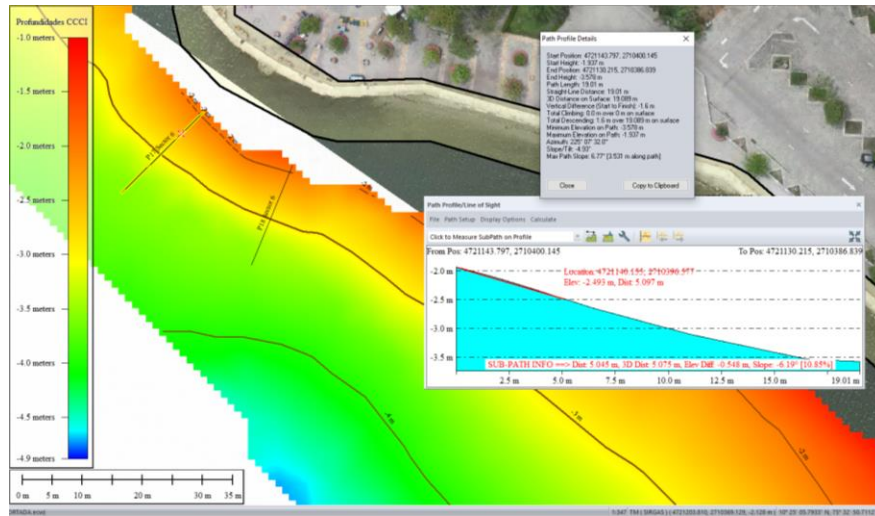 Profundidades CCCI
-1.0 meters
-1.5 meters
-2.0 meters
-2.5 meters
-3.0 meters
-3.5 meters
-4.0 meters
-4.5 meters
-4.9 meters
0 m 5 m 10 m 20 m 30 m 35 m
-4 m
-3 m
-2 m
Path Profile Details
Start Position: 4721143.797, 2710400.145
Start Height: -1.937 m
End Position: 4721130.215, 2710386.839
End Height: -3.578 m
Path Length: 19.01 m
Straight-Line Distance: 19.01 m
3D Distance on Surface: 19.089 m
Vertical Difference (Start to Finish): -1.6 m
Total Climbing: 0.0 m over 0 m on surface
Total Descending: 1.6 m over 19.089 m on surface
Minimum Elevation on Path: -3.578 m
Maximum Elevation on Path: -1.937 m
Azimuth: 225° 07' 32.0"
Slope/Tilt: -4.93°
Max Path Slope: 6.77° [3.531 m along path]
Close Copy to Clipboard
Path Profile/Line of Sight
File Path Setup Display Options Calculate
Click to Measure SubPath on Profile
From Pos: 4721143.797, 2710400.145 To Pos: 4721130.215, 2710386.839
Elev: -2.493 m, Dist: 5.097 m
-2.0 m
-2.5 m
-3.0 m
-3.5 m
SUB-PATH INFO ==> Dist: 5.045 m, 3D Dist: 5.075 m, Elev Diff: -0.548 m, Slope: -6.19° [10.85%]
2.5 m 5.0 m 7.5 m 10.0 m 12.5 m 15.0 m 19.01 m